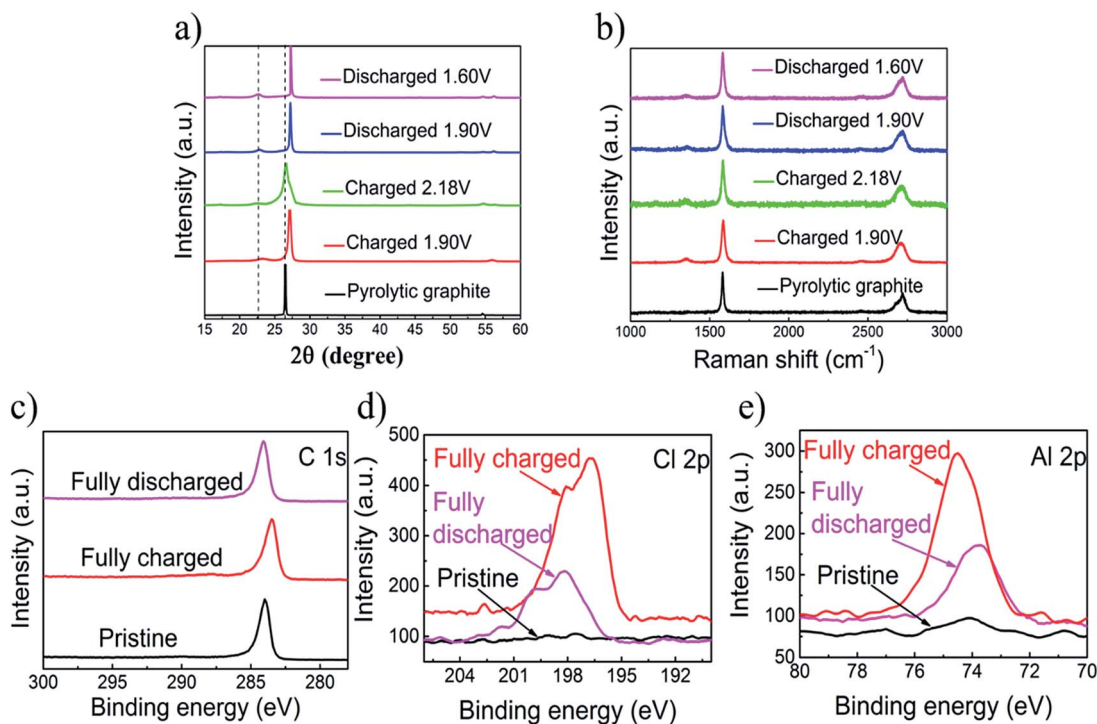 a)
Intensity (a.u.)
Discharged 1.60V
Discharged 1.90V
Charged 2.18V
Charged 1.90V
Pyrolytic graphite
15 20 25 30 35 40 45 50 55 60
2θ (degree)
b)
Intensity (a.u.)
Discharged 1.60V
Discharged 1.90V
Charged 2.18V
Charged 1.90V
Pyrolytic graphite
1000 1500 2000 2500 3000
Raman shift (cm⁻¹)
c)
Intensity (a.u.)
C 1s
Fully discharged
Fully charged
Pristine
300 295 290 285 280
Binding energy (eV)
d)
Intensity (a.u.)
500
400
300
200
100
Cl 2p
Fully charged
Fully
discharged
Pristine
204 201 198 195 192
Binding energy (eV)
e)
Intensity (a.u.)
300
250
200
150
100
50
Al 2p
Fully charged
Fully
discharged
Pristine
80 78 76 74 72 70
Binding energy (eV)